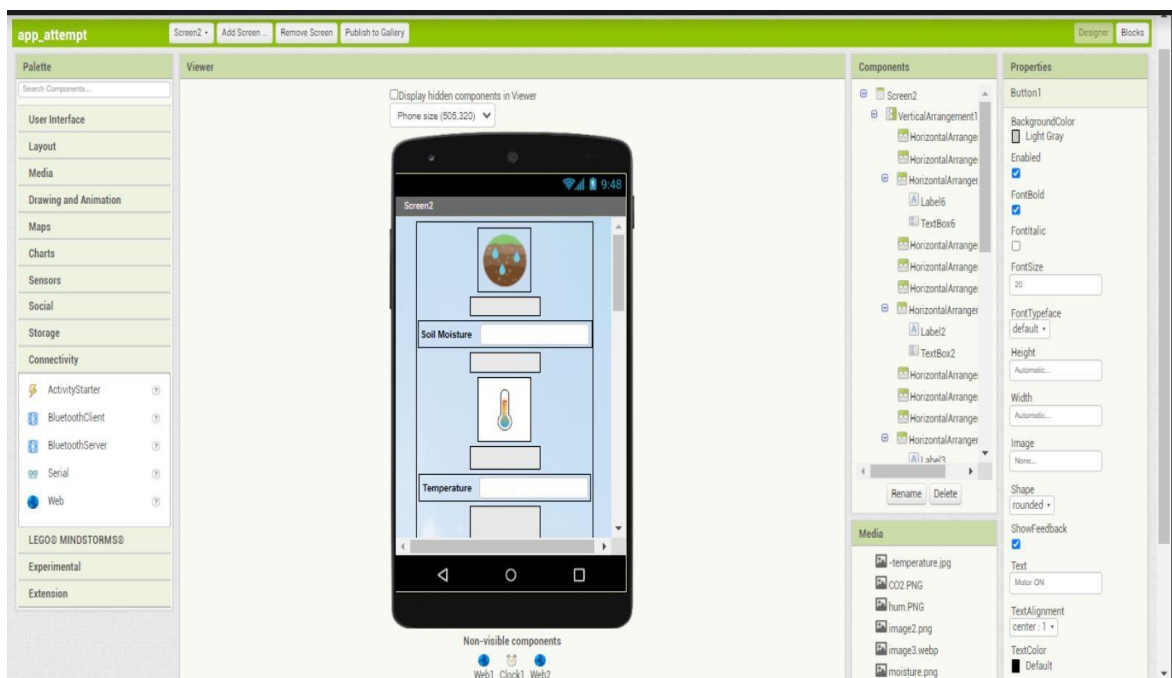 app_attempt
Screen2
Add Screen ...
Remove Screen
Publish to Gallery
Designer
Blocks
Palette
Search Components...
User Interface
Layout
Media
Drawing and Animation
Maps
Charts
Sensors
Social
Storage
Connectivity
ActivityStarter
BluetoothClient
BluetoothServer
Serial
Web
LEGO® MINDSTORMS®
Experimental
Extension
Viewer
Display hidden components in Viewer
Phone size (505,320)
9:48
Screen2
Soil Moisture
Temperature
Non-visible components
Web1 Clock1 Web2
Components
Screen2
VerticalArrangement1
HorizontalArrange
HorizontalArrange
HorizontalArranger
Label6
TextBox6
HorizontalArrange
HorizontalArrange
HorizontalArrange
HorizontalArranger
Label2
TextBox2
HorizontalArrange
HorizontalArrange
HorizontalArrange
HorizontalArranger
Label3
Rename
Delete
Media
-temperature.jpg
CO2.PNG
hum.PNG
image2.png
image3.webp
moisture.png
Properties
Button1
BackgroundColor
Light Gray
Enabled
FontBold
FontItalic
FontSize
20
FontTypeface
default
Height
Automatic...
Width
Automatic...
Image
None...
Shape
rounded
ShowFeedback
Text
Motor ON
TextAlignment
center : 1
TextColor
Default